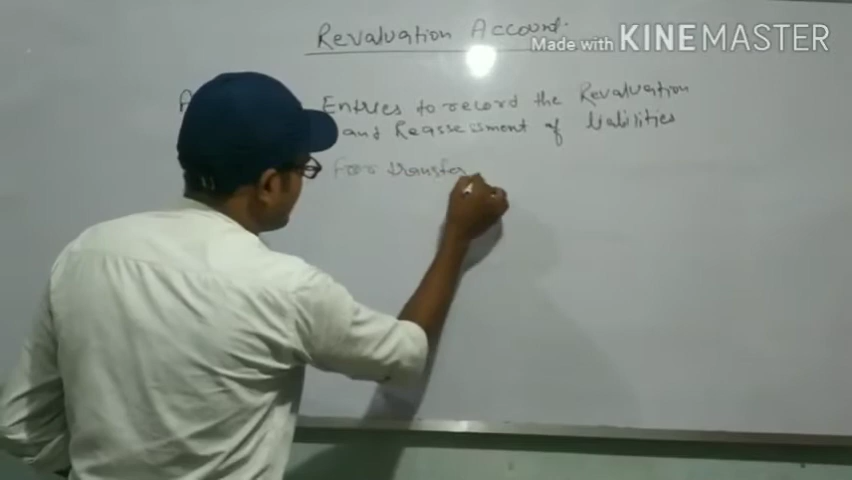 Revaluation Account.
Made with KINEMASTER
Entries to record the Revaluation
and Reassessment of liabilities
For transfer